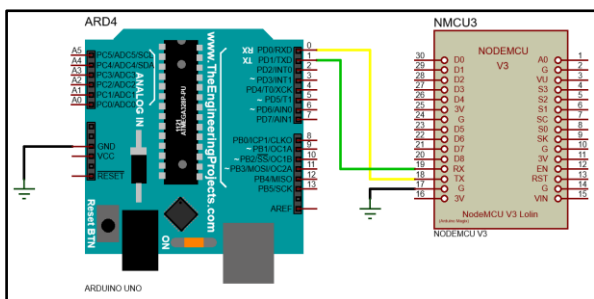 ARD4
NMCU3
A5
A4
A3
A2
A1
A0
PC5/ADC5/SCL
PC4/ADC4/SDA
PC3/ADC3
PC2/ADC2
PC1/ADC1
PC0/ADC0
ANALOG IN
GND
VCC
RESET
Reset BTN
1121
ATMEGA328P-PU
www.TheEngineeringProjects.com
ON
RX
TX
PD0/RXD
PD1/TXD
PD2/INT0
~ PD3/INT1
PD4/T0/XCK
~ PD5/T1
~ PD6/AIN0
PD7/AIN1
PB0/ICP1/CLKO
~ PB1/OC1A
~ PB2/SS/OC1B
~ PB3/MOSI/OC2A
PB4/MISO
PB5/SCK
AREF
0
1
2
3
4
5
6
7
8
9
10
11
12
13
ARDUINO UNO
NODEMCU
V3
30 D0
29 D1
28 D2
27 D3
26 D4
25 3V
24 G
23 D5
22 D6
21 D7
20 D8
19 RX
18 TX
17 G
16 3V
A0 1
G 2
VU 3
S3 4
S2 5
S1 6
SC 7
S0 8
SK 9
G 10
3V 11
EN 12
RST 13
G 14
VIN 15
NodeMCU V3 Lolin
NODEMCU V3